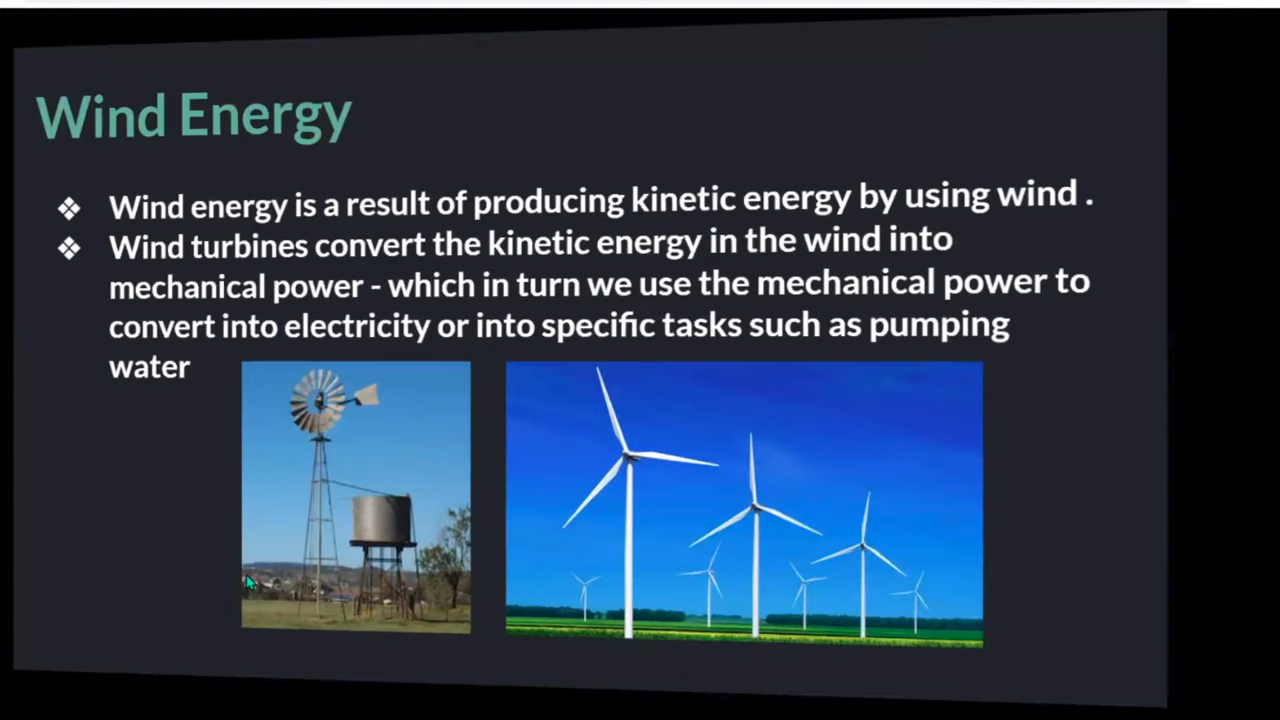 Wind Energy
❖ Wind energy is a result of producing kinetic energy by using wind .
❖ Wind turbines convert the kinetic energy in the wind into
mechanical power - which in turn we use the mechanical power to
convert into electricity or into specific tasks such as pumping
water